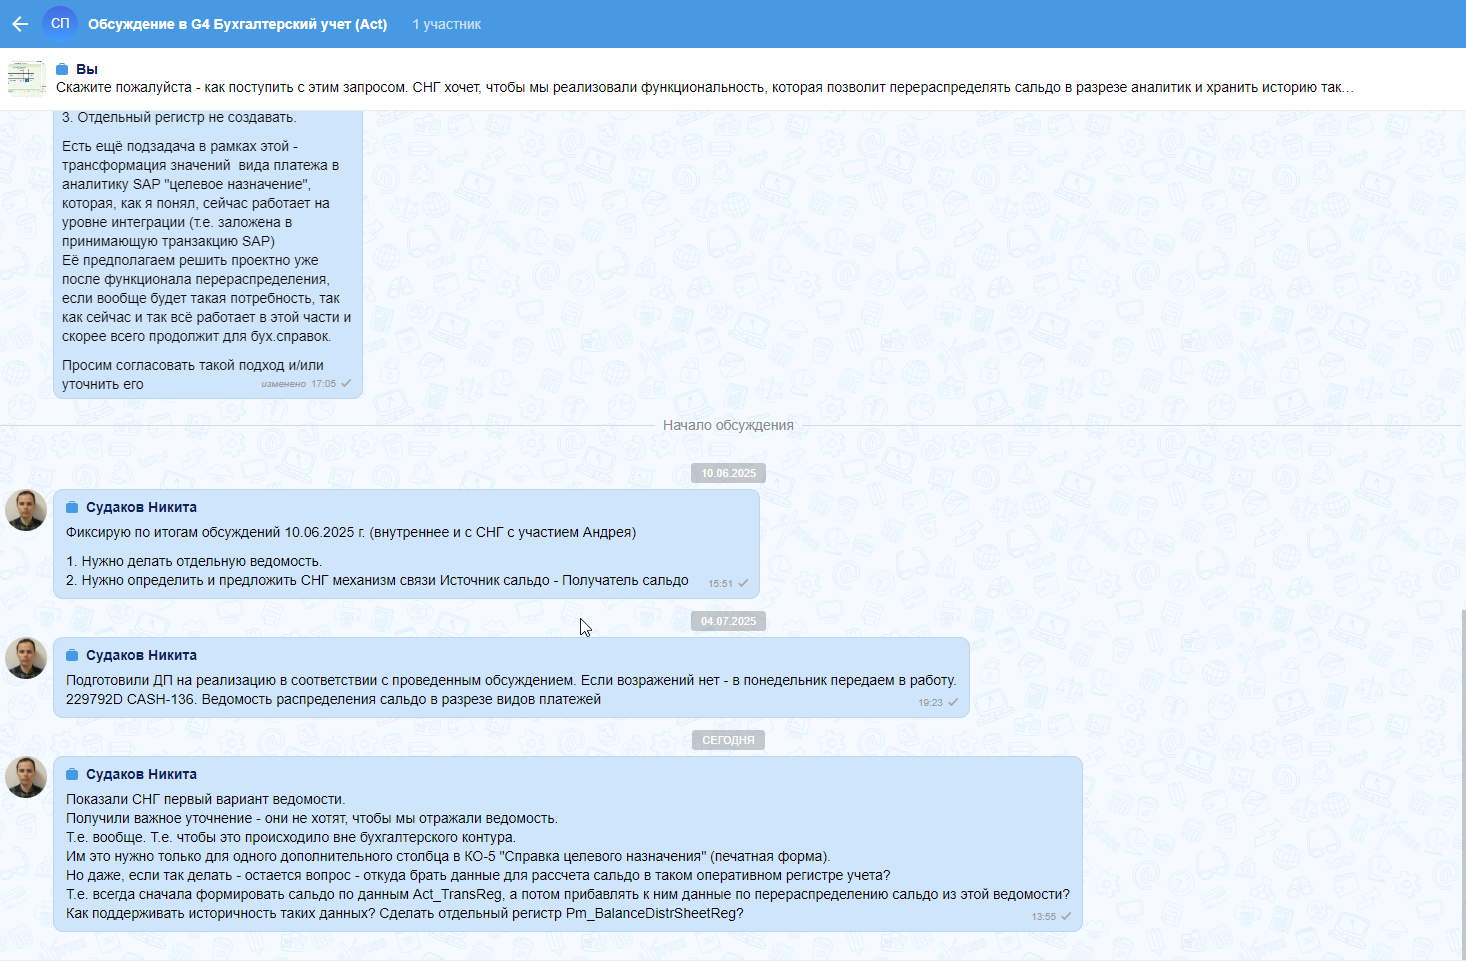 СП
Обсуждение в G4 Бухгалтерский учет (Act)
1 участник
Вы
Скажите пожалуйста - как поступить с этим запросом. СНГ хочет, чтобы мы реализовали функциональность, которая позволит перераспределять сальдо в разрезе аналитик и хранить историю так…
3. Отдельный регистр не создавать.
Есть ещё подзадача в рамках этой -
трансформация значений вида платежа в
аналитику SAP "целевое назначение",
которая, как я понял, сейчас работает на
уровне интеграции (т.е. заложена в
принимающую транзакцию SAP)
Её предполагаем решить проектно уже
после функционала перераспределения,
если вообще будет такая потребность, так
как сейчас и так всё работает в этой части и
скорее всего продолжит для бух.справок.
Просим согласовать такой подход и/или
уточнить его
изменено 17:05
Начало обсуждения
10.06.2025
Судаков Никита
Фиксирую по итогам обсуждений 10.06.2025 г. (внутреннее и с СНГ с участием Андрея)
1. Нужно делать отдельную ведомость.
2. Нужно определить и предложить СНГ механизм связи Источник сальдо - Получатель сальдо
15:51
04.07.2025
Судаков Никита
Подготовили ДП на реализацию в соответствии с проведенным обсуждением. Если возражений нет - в понедельник передаем в работу.
229792D CASH-136. Ведомость распределения сальдо в разрезе видов платежей
19:23
СЕГОДНЯ
Судаков Никита
Показали СНГ первый вариант ведомости.
Получили важное уточнение - они не хотят, чтобы мы отражали ведомость.
Т.е. вообще. Т.е. чтобы это происходило вне бухгалтерского контура.
Им это нужно только для одного дополнительного столбца в КО-5 "Справка целевого назначения" (печатная форма).
Но даже, если так делать - остается вопрос - откуда брать данные для рассчета сальдо в таком оперативном регистре учета?
Т.е. всегда сначала формировать сальдо по данным Act_TransReg, а потом прибавлять к ним данные по перераспределению сальдо из этой ведомости?
Как поддерживать историчность таких данных? Сделать отдельный регистр Pm_BalanceDistrSheetReg?
13:55